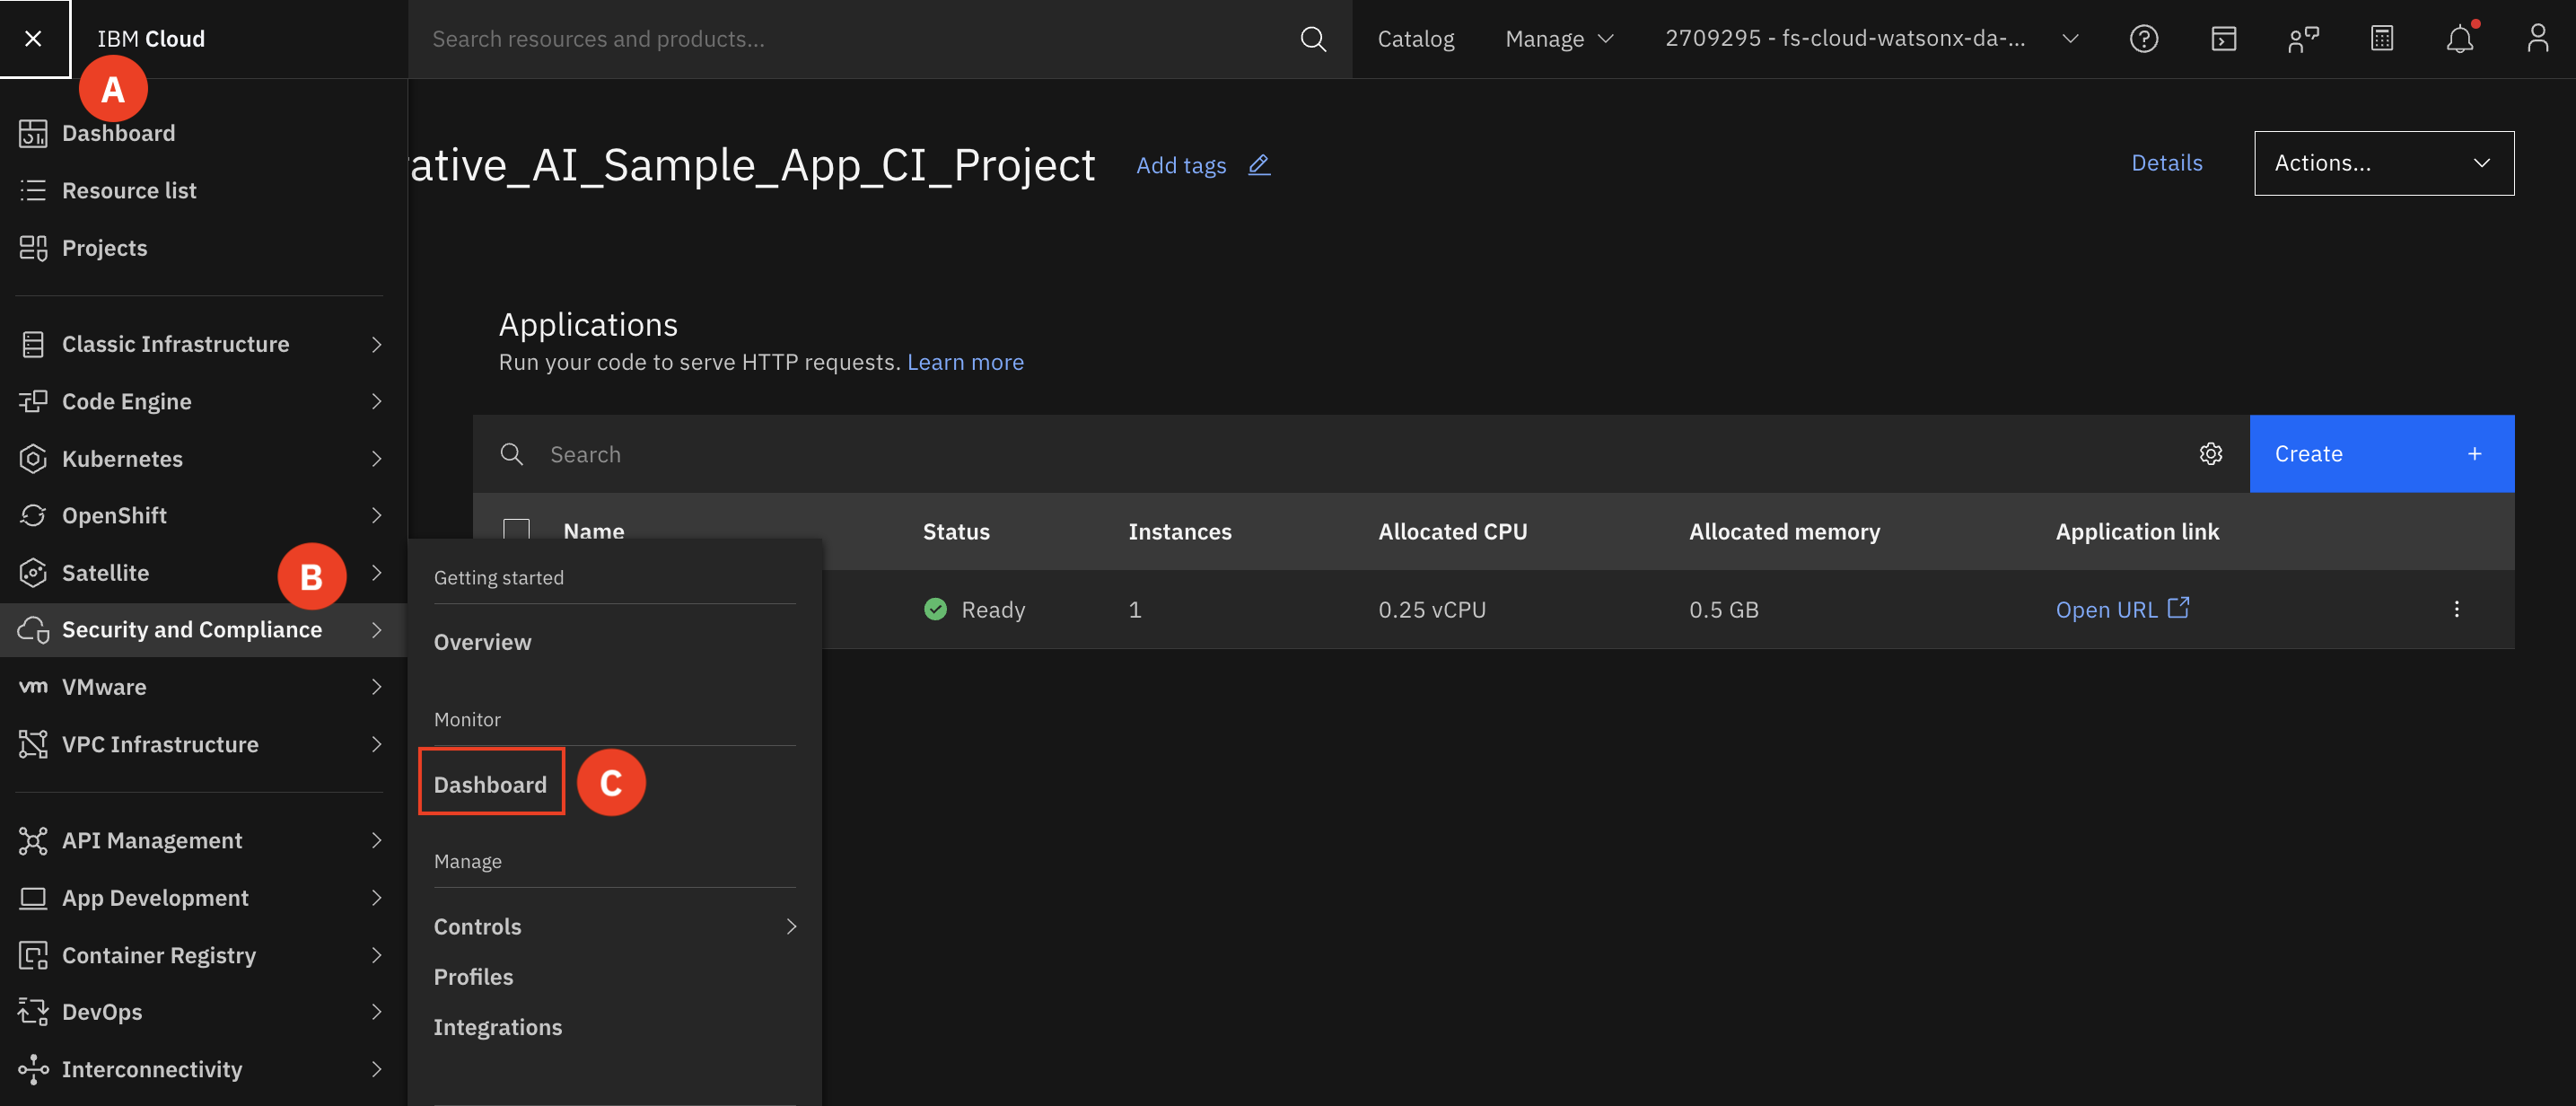 IBM Cloud
Search resources and products...
Catalog
Manage
2709295 - fs-cloud-watsonx-da-...
A
Dashboard
Resource list
Projects
Classic Infrastructure
Code Engine
Kubernetes
OpenShift
Satellite
B
Security and Compliance
vm VMware
VPC Infrastructure
API Management
App Development
Container Registry
DevOps
Interconnectivity
Getting started
Overview
Monitor
Dashboard
C
Manage
Controls
Profiles
Integrations
ative_AI_Sample_App_CI_Project
Add tags
Details
Actions...
Applications
Run your code to serve HTTP requests. Learn more
Search
Create +
Name Status Instances Allocated CPU Allocated memory Application link
Ready 1 0.25 vCPU 0.5 GB Open URL